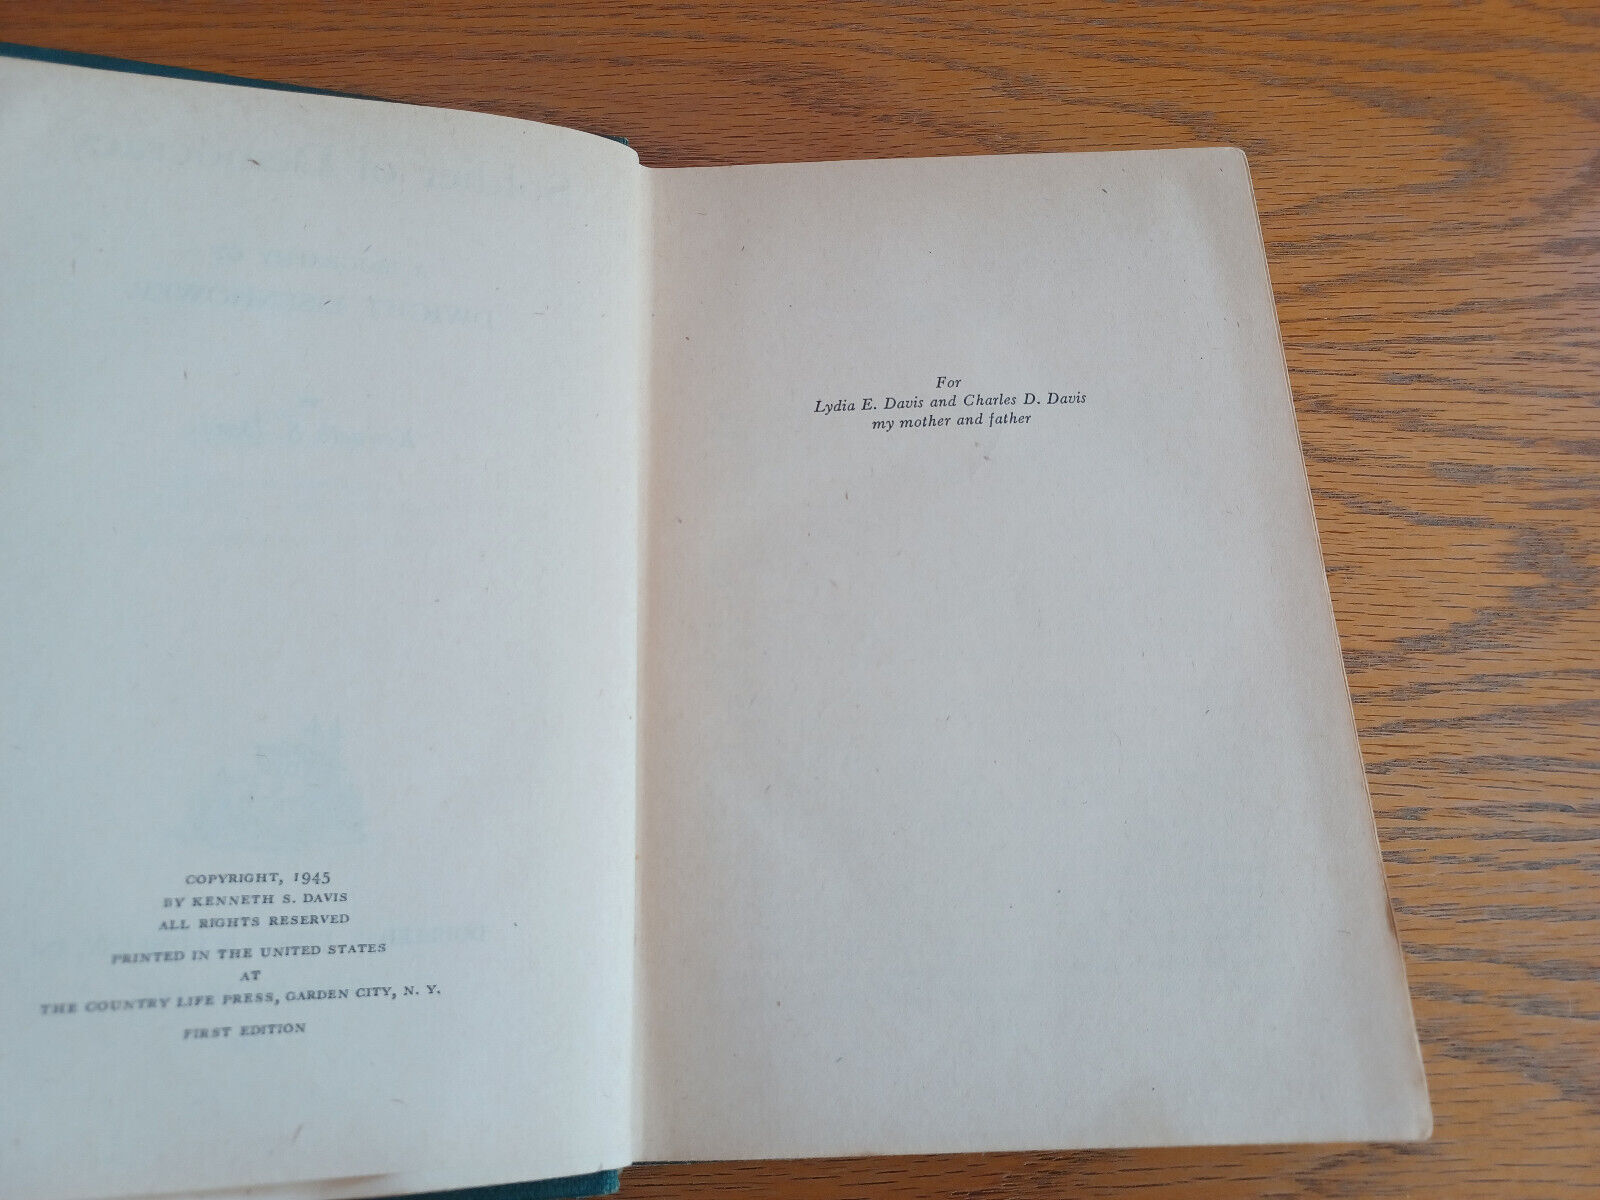 COPYRIGHT, 1945
BY KENNETH S. DAVIS
ALL RIGHTS RESERVED
PRINTED IN THE UNITED STATES
AT
THE COUNTRY LIFE PRESS, GARDEN CITY, N. Y.
FIRST EDITION
For
Lydia E. Davis and Charles D. Davis
my mother and father